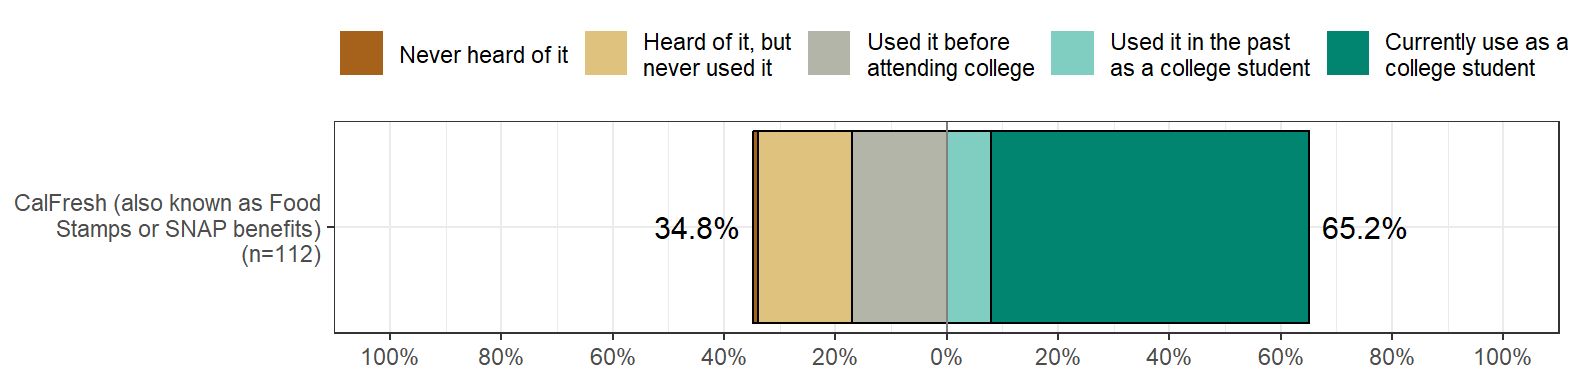 Never heard of it
Heard of it, but
never used it
Used it before
attending college
Used it in the past
as a college student
Currently use as a
college student
CalFresh (also known as Food
Stamps or SNAP benefits)
(n=112)
34.8%
65.2%
100% 80% 60% 40% 20% 0% 20% 40% 60% 80% 100%